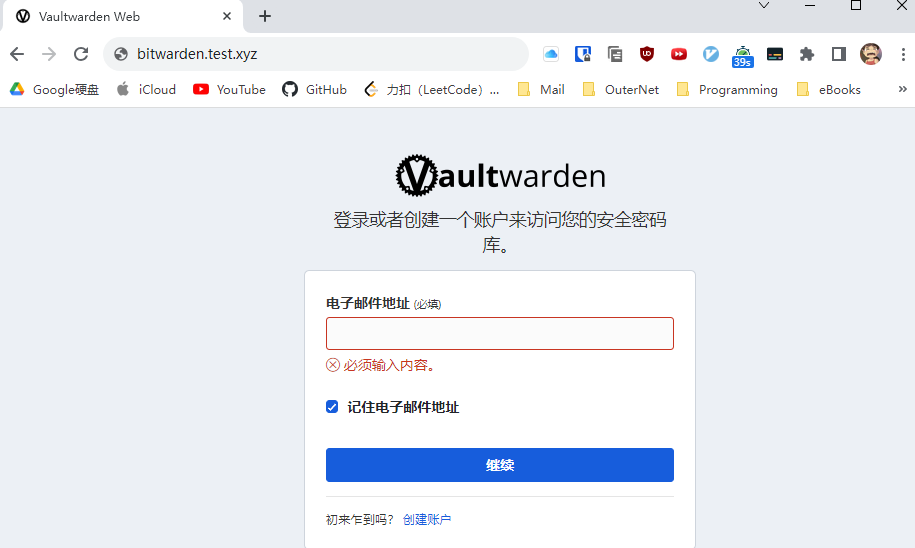 Vaultwarden Web
bitwarden.test.xyz
39s
Google硬盘 iCloud YouTube GitHub 力扣（LeetCode）... Mail OuterNet Programming eBooks »
Vaultwarden
登录或者创建一个账户来访问您的安全密码
库。
电子邮件地址 (必填)
必须输入内容。
记住电子邮件地址
继续
初来乍到吗？ 创建账户